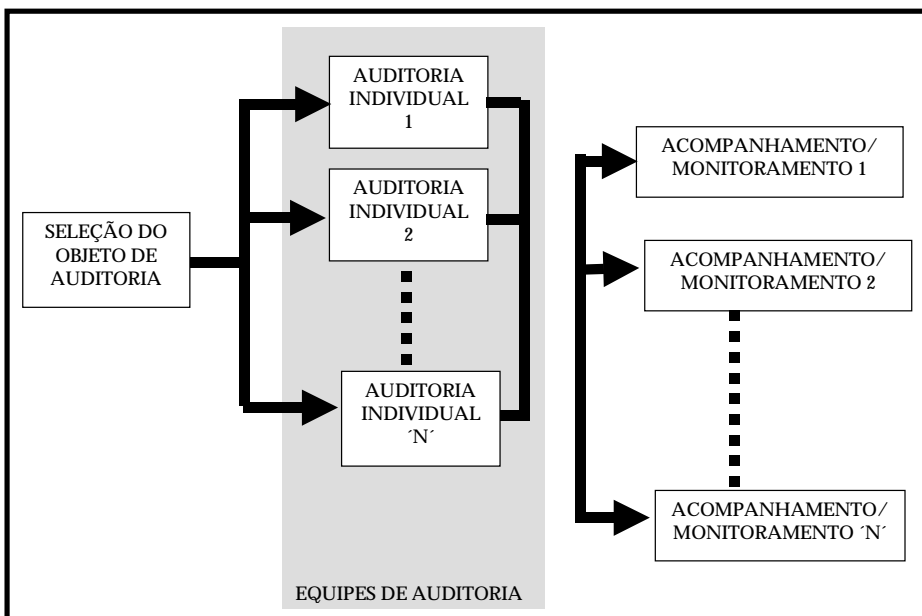 SELEÇÃO DO
OBJETO DE
AUDITORIA
AUDITORIA
INDIVIDUAL
1
AUDITORIA
INDIVIDUAL
2
AUDITORIA
INDIVIDUAL
´N´
EQUIPES DE AUDITORIA
ACOMPANHAMENTO/
MONITORAMENTO 1
ACOMPANHAMENTO/
MONITORAMENTO 2
ACOMPANHAMENTO/
MONITORAMENTO ´N´